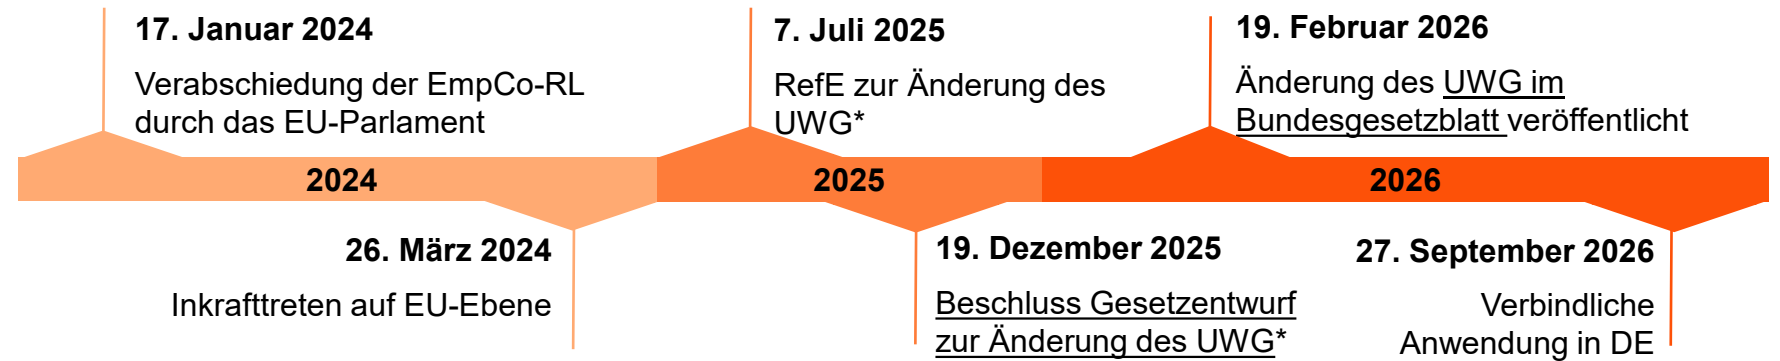 17. Januar 2024
Verabschiedung der EmpCo-RL
durch das EU-Parlament
7. Juli 2025
RefE zur Änderung des
UWG*
19. Februar 2026
Änderung des UWG im
Bundesgesetzblatt veröffentlicht
2024
2025
2026
26. März 2024
Inkrafttreten auf EU-Ebene
19. Dezember 2025
Beschluss Gesetzentwurf
zur Änderung des UWG*
27. September 2026
Verbindliche
Anwendung in DE